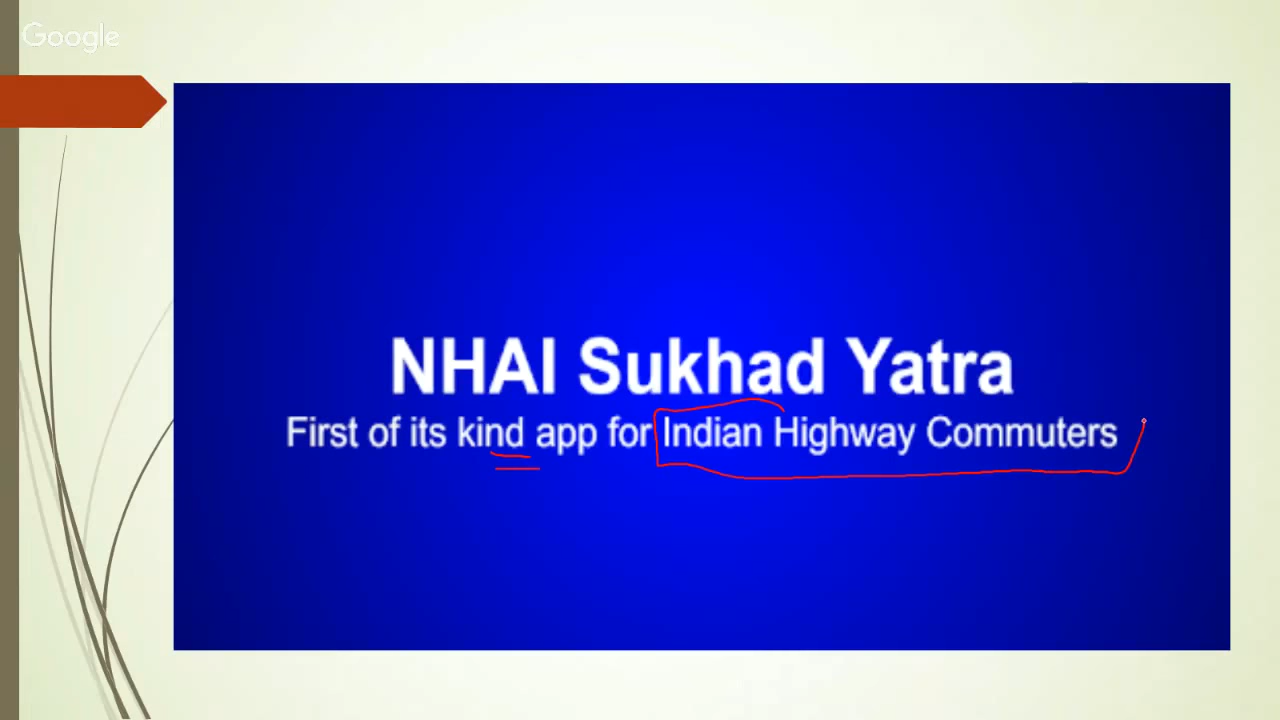 Google
NHAI Sukhad Yatra
First of its kind app for Indian Highway Commuters